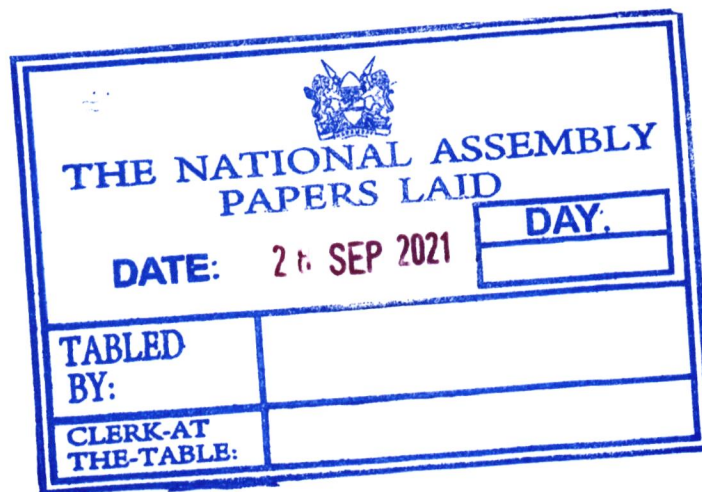 THE NATIONAL ASSEMBLY
PAPERS LAID
DAY:
DATE: SEP 2021
TABLED
BY:
CLERK-AT
THE-TABLE: